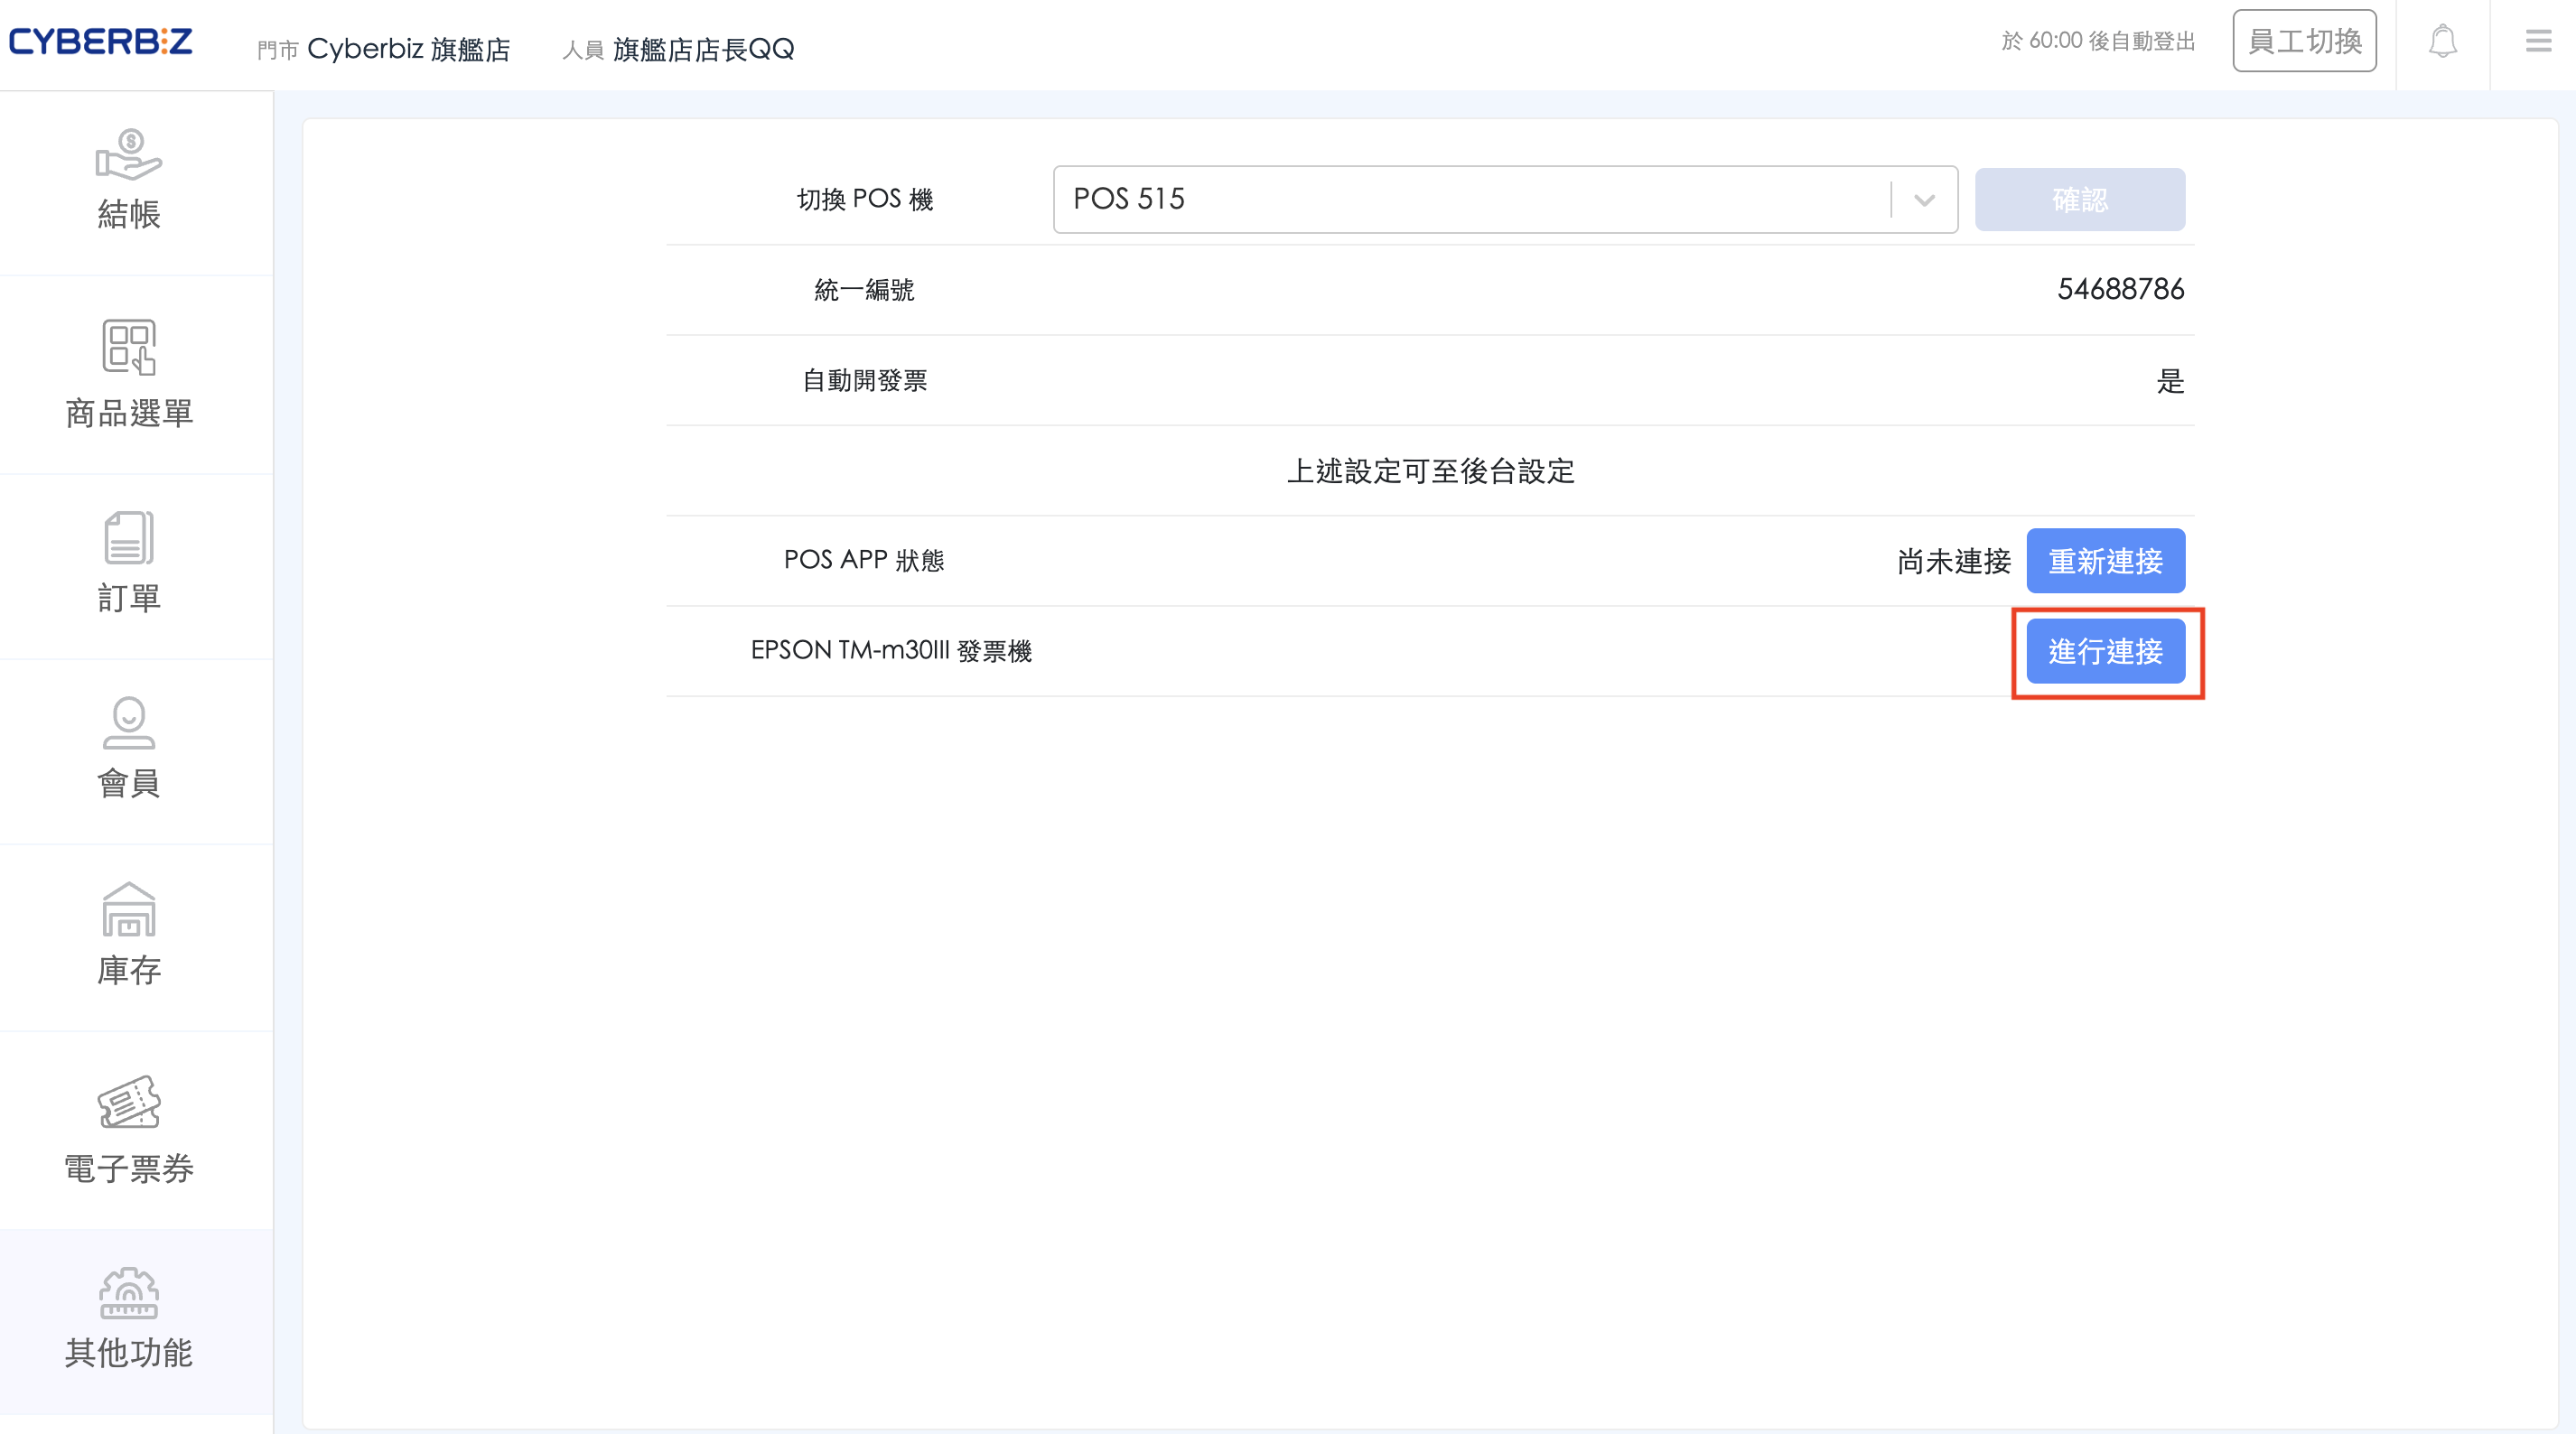 CYBERBIZ
門市 Cyberbiz 旗艦店 人員 旗艦店店長QQ
於 60:00 後自動登出
員工切換
結帳
商品選單
訂單
會員
庫存
電子票券
其他功能
切換 POS 機 POS 515 確認
統一編號 54688786
自動開發票 是
上述設定可至後台設定
POS APP 狀態 尚未連接 重新連接
EPSON TM-m30III 發票機 進行連接